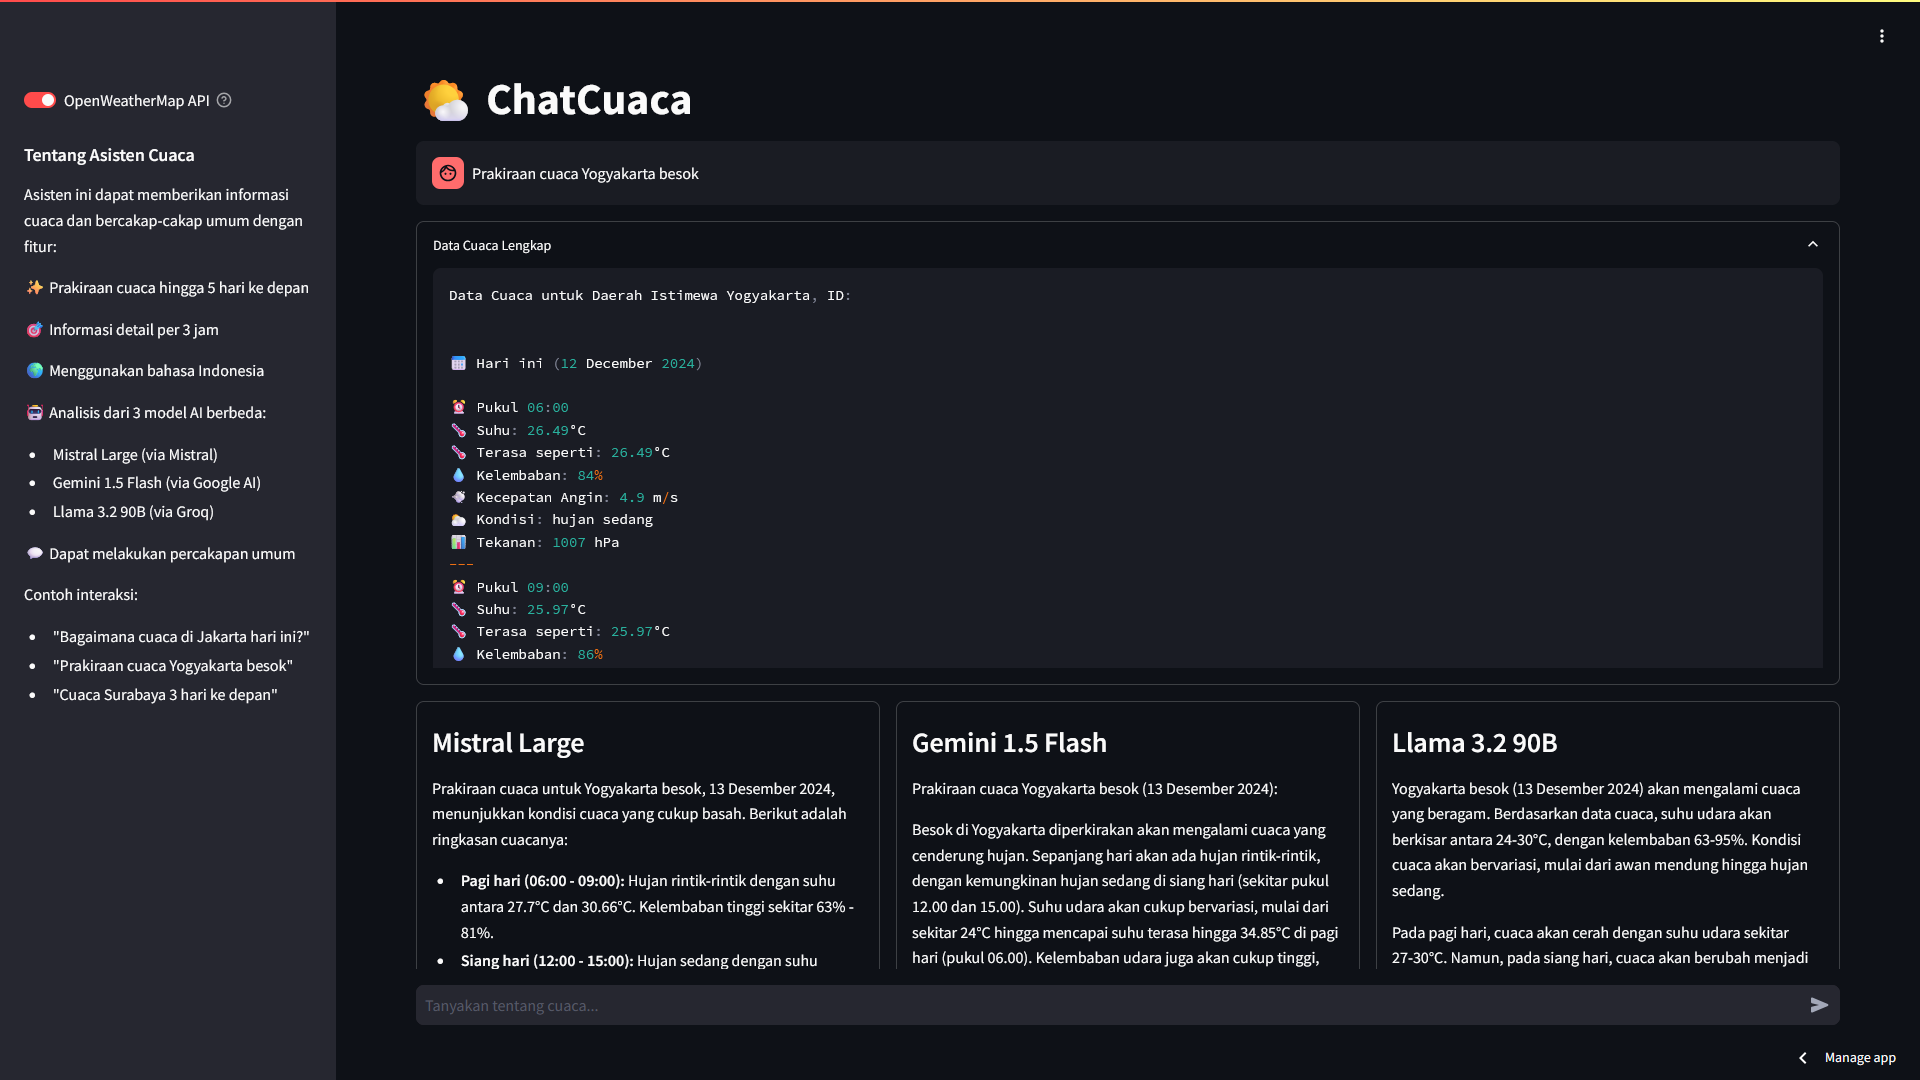 OpenWeatherMap API
Tentang Asisten Cuaca
Asisten ini dapat memberikan informasi
cuaca dan bercakap-cakap umum dengan
fitur:
✨ Prakiraan cuaca hingga 5 hari ke depan
🎯 Informasi detail per 3 jam
🌍 Menggunakan bahasa Indonesia
🤖 Analisis dari 3 model AI berbeda:
• Mistral Large (via Mistral)
• Gemini 1.5 Flash (via Google AI)
• Llama 3.2 90B (via Groq)
💬 Dapat melakukan percakapan umum
Contoh interaksi:
• "Bagaimana cuaca di Jakarta hari ini?"
• "Prakiraan cuaca Yogyakarta besok"
• "Cuaca Surabaya 3 hari ke depan"
🌤️ ChatCuaca
Prakiraan cuaca Yogyakarta besok
Data Cuaca Lengkap
Data Cuaca untuk Daerah Istimewa Yogyakarta, ID:
📅 Hari ini (12 December 2024)
⏰ Pukul 06:00
🌡️ Suhu: 26.49°C
🌡️ Terasa seperti: 26.49°C
💧 Kelembaban: 84%
💨 Kecepatan Angin: 4.9 m/s
🌥️ Kondisi: hujan sedang
📊 Tekanan: 1007 hPa
---
⏰ Pukul 09:00
🌡️ Suhu: 25.97°C
🌡️ Terasa seperti: 25.97°C
💧 Kelembaban: 86%
Mistral Large
Prakiraan cuaca untuk Yogyakarta besok, 13 Desember 2024,
menunjukkan kondisi cuaca yang cukup basah. Berikut adalah
ringkasan cuacanya:
• Pagi hari (06:00 - 09:00): Hujan rintik-rintik dengan suhu
antara 27.7°C dan 30.66°C. Kelembaban tinggi sekitar 63% -
81%.
• Siang hari (12:00 - 15:00): Hujan sedang dengan suhu
Gemini 1.5 Flash
Prakiraan cuaca Yogyakarta besok (13 Desember 2024):
Besok di Yogyakarta diperkirakan akan mengalami cuaca yang
cenderung hujan. Sepanjang hari akan ada hujan rintik-rintik,
dengan kemungkinan hujan sedang di siang hari (sekitar pukul
12.00 dan 15.00). Suhu udara akan cukup bervariasi, mulai dari
sekitar 24°C hingga mencapai suhu terasa hingga 34.85°C di pagi
hari (pukul 06.00). Kelembaban udara juga akan cukup tinggi,
Llama 3.2 90B
Yogyakarta besok (13 Desember 2024) akan mengalami cuaca
yang beragam. Berdasarkan data cuaca, suhu udara akan
berkisar antara 24-30°C, dengan kelembaban 63-95%. Kondisi
cuaca akan bervariasi, mulai dari awan mendung hingga hujan
sedang.
Pada pagi hari, cuaca akan cerah dengan suhu udara sekitar
27-30°C. Namun, pada siang hari, cuaca akan berubah menjadi
Tanyakan tentang cuaca...
Manage app